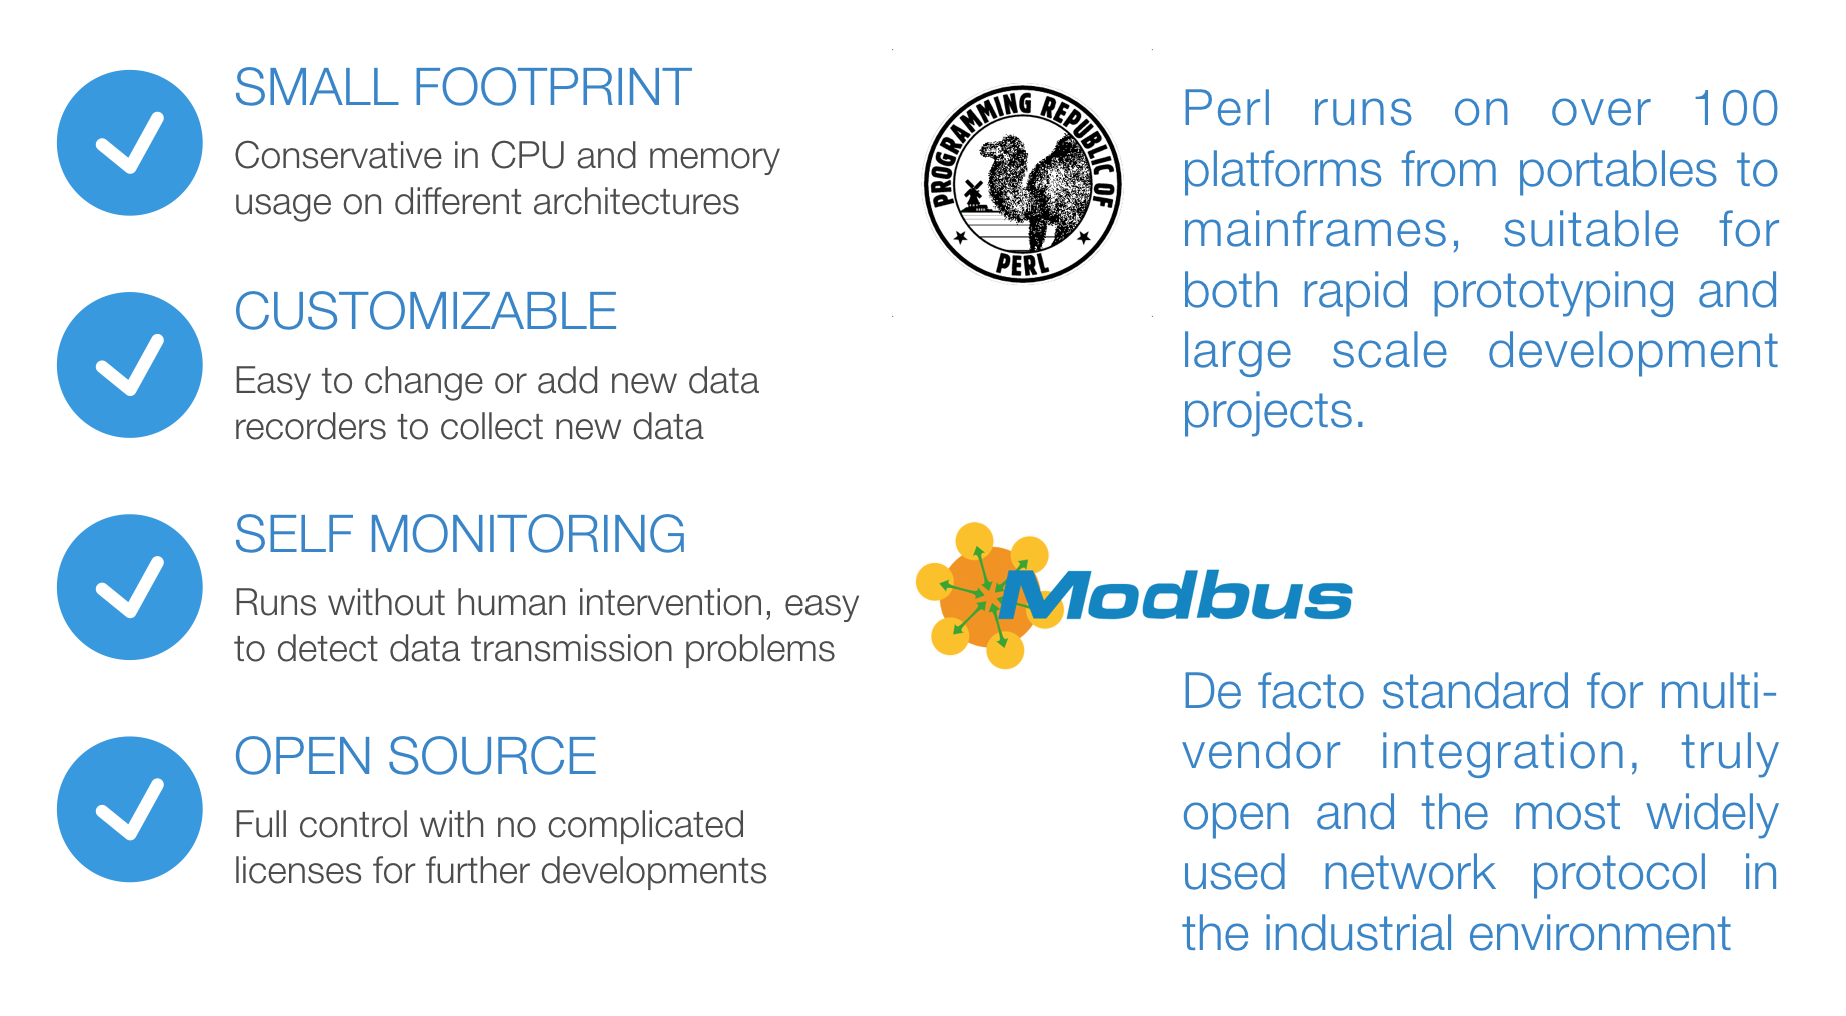 SMALL FOOTPRINT
Conservative in CPU and memory
usage on different architectures
CUSTOMIZABLE
Easy to change or add new data
recorders to collect new data
SELF MONITORING
Runs without human intervention, easy
to detect data transmission problems
OPEN SOURCE
Full control with no complicated
licenses for further developments
PROGRAMMING REPUBLIC OF
PERL
Perl runs on over 100
platforms from portables to
mainframes, suitable for
both rapid prototyping and
large scale development
projects.
Modbus
De facto standard for multi-
vendor integration, truly
open and the most widely
used network protocol in
the industrial environment